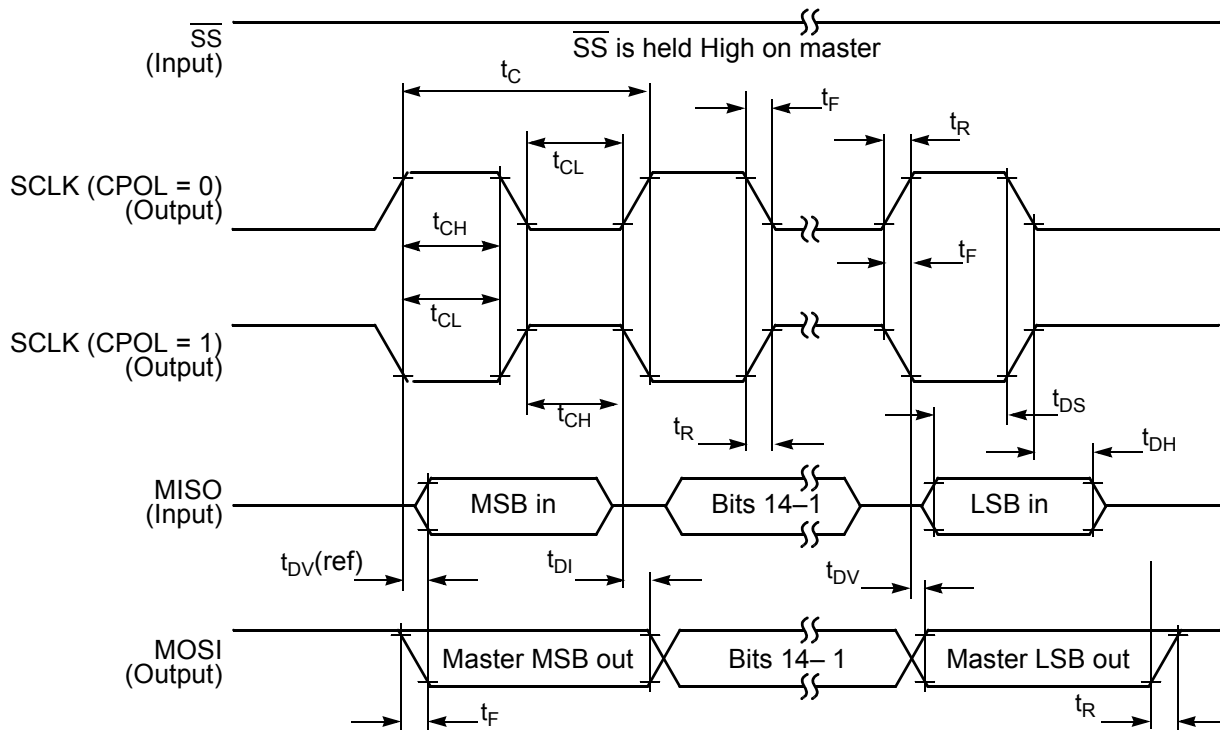 SS
(Input)
SS is held High on master
tC
tF
tR
tCL
SCLK (CPOL = 0)
(Output)
tCH
tF
tCL
SCLK (CPOL = 1)
(Output)
tCH
tR
tDS
tDH
MISO
(Input)
MSB in
Bits 14–1
LSB in
tDV(ref)
tDI
tDV
MOSI
(Output)
Master MSB out
Bits 14– 1
Master LSB out
tF
tR